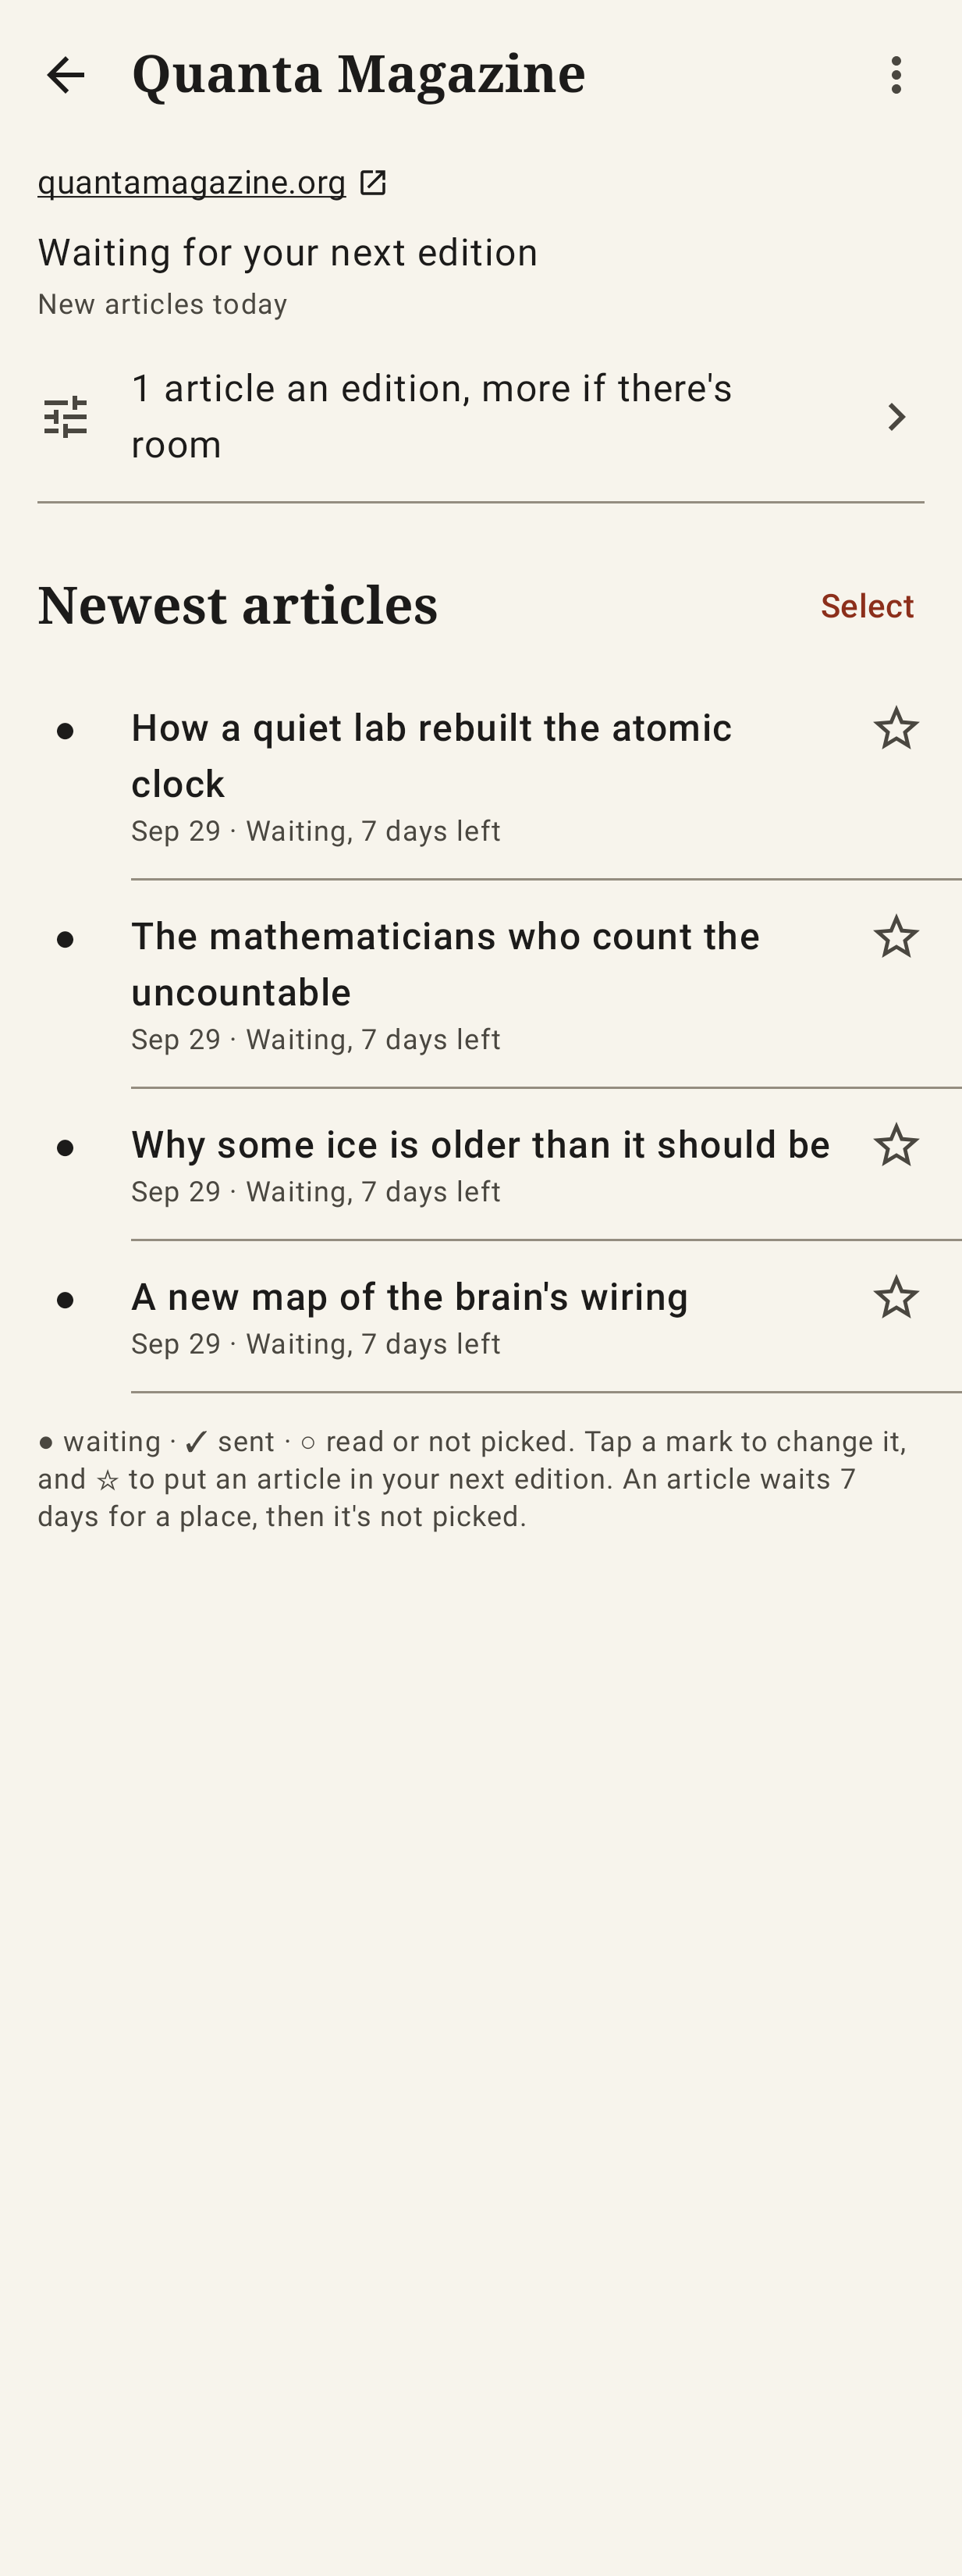 Quanta Magazine
quantamagazine.org
Waiting for your next edition
New articles today
1 article an edition, more if there's
room
Newest articles
Select
How a quiet lab rebuilt the atomic
clock
Sep 29 · Waiting, 7 days left
The mathematicians who count the
uncountable
Sep 29 · Waiting, 7 days left
Why some ice is older than it should be
Sep 29 · Waiting, 7 days left
A new map of the brain's wiring
Sep 29 · Waiting, 7 days left
● waiting · ✓ sent · ○ read or not picked. Tap a mark to change it,
and ☆ to put an article in your next edition. An article waits 7
days for a place, then it's not picked.